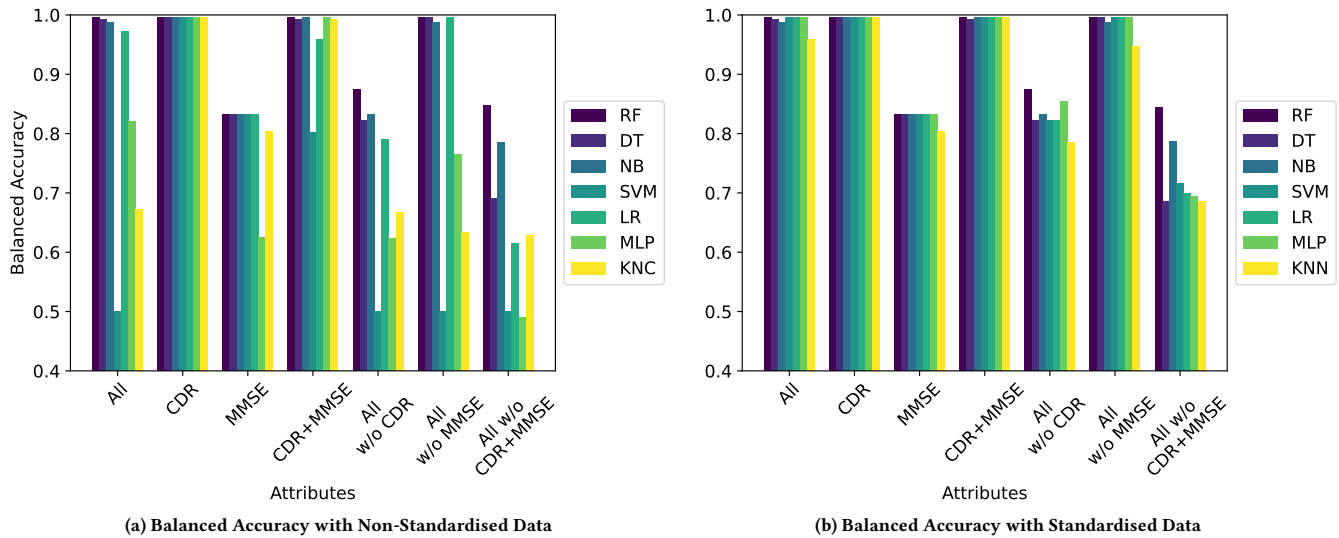 1.0
0.9
0.8
0.7
0.6
0.5
0.4
Balanced Accuracy
All
CDR
MMSE
CDR+MMSE
All
w/o CDR
All
w/o MMSE
All w/o
CDR+MMSE
Attributes
RF
DT
NB
SVM
LR
MLP
KNC
(a) Balanced Accuracy with Non-Standardised Data
1.0
0.9
0.8
0.7
0.6
0.5
0.4
All
CDR
MMSE
CDR+MMSE
All
w/o CDR
All
w/o MMSE
All w/o
CDR+MMSE
Attributes
RF
DT
NB
SVM
LR
MLP
KNN
(b) Balanced Accuracy with Standardised Data